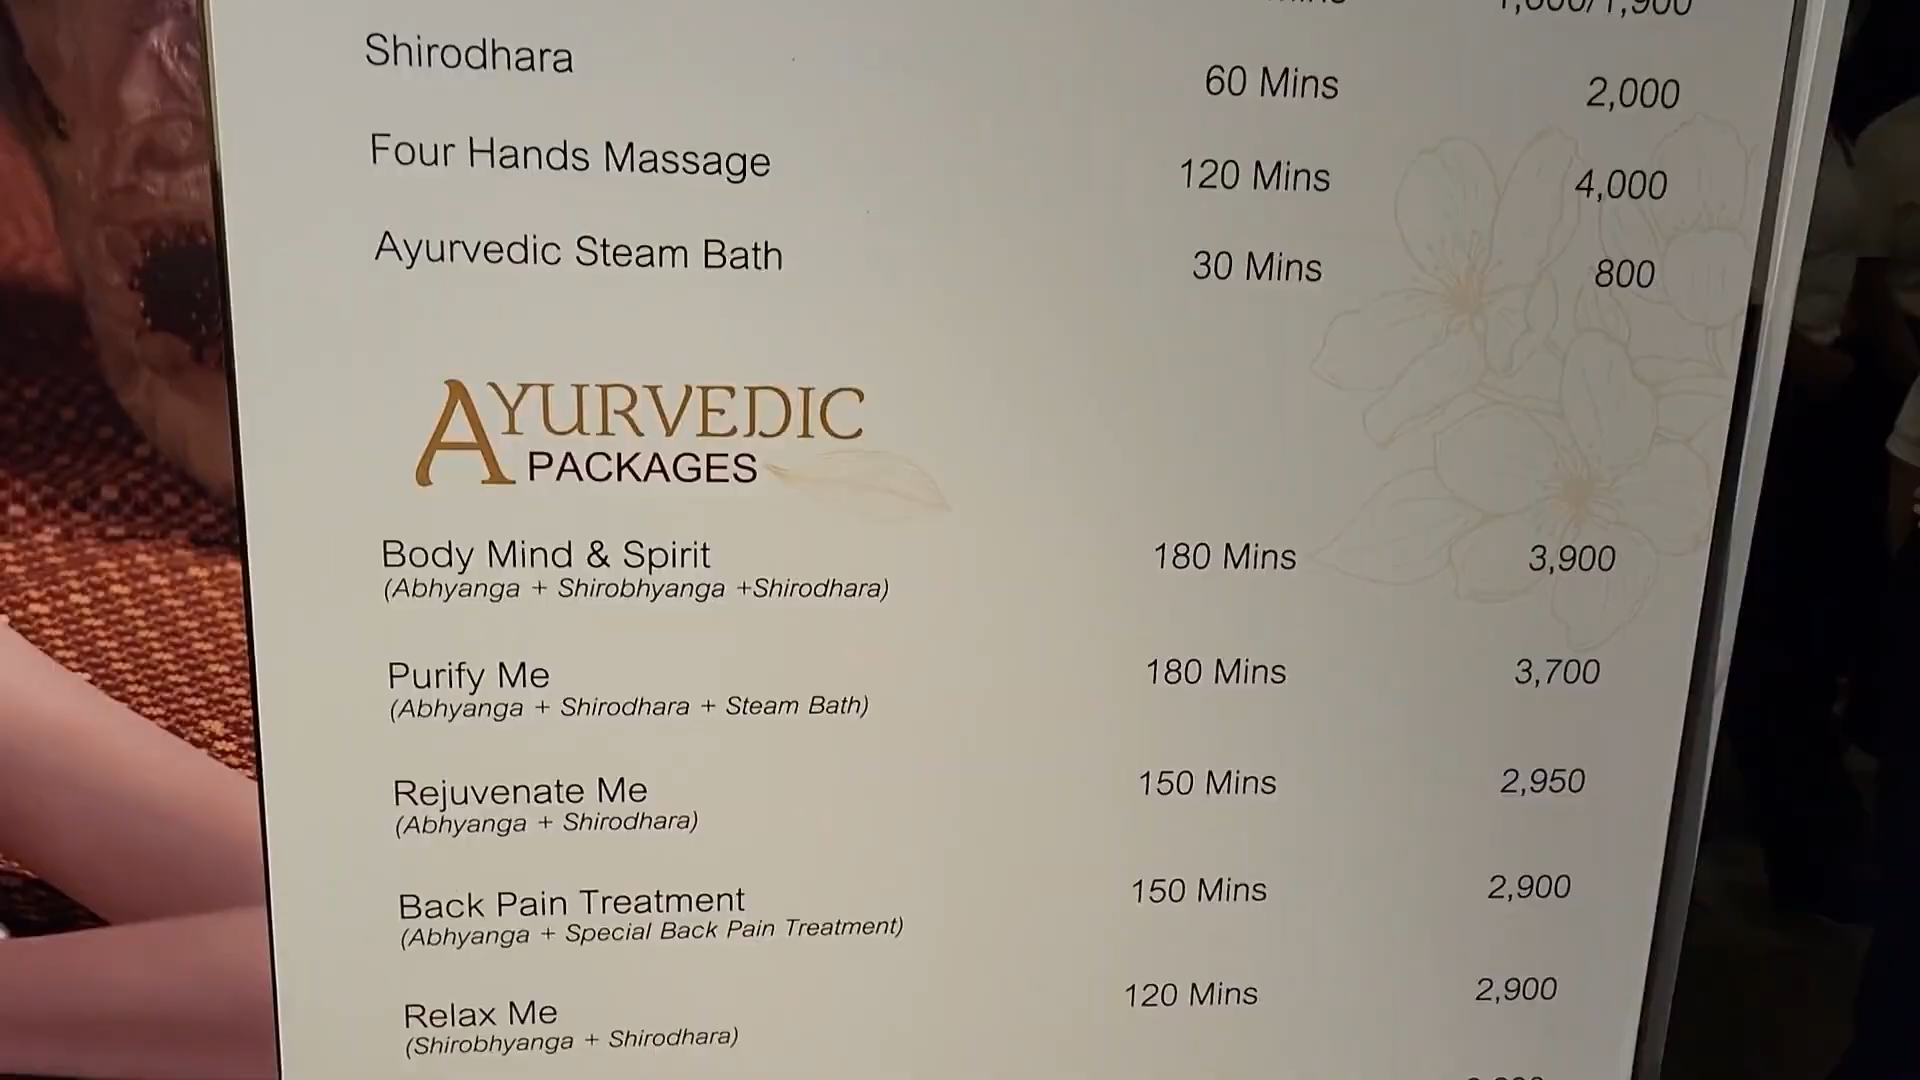 Shirodhara 60 Mins 2,000
Four Hands Massage 120 Mins 4,000
Ayurvedic Steam Bath 30 Mins 800
AYURVEDIC
PACKAGES
Body Mind & Spirit 180 Mins 3,900
(Abhyanga + Shirobhyanga +Shirodhara)
Purify Me 180 Mins 3,700
(Abhyanga + Shirodhara + Steam Bath)
Rejuvenate Me 150 Mins 2,950
(Abhyanga + Shirodhara)
Back Pain Treatment 150 Mins 2,900
(Abhyanga + Special Back Pain Treatment)
Relax Me 120 Mins 2,900
(Shirobhyanga + Shirodhara)